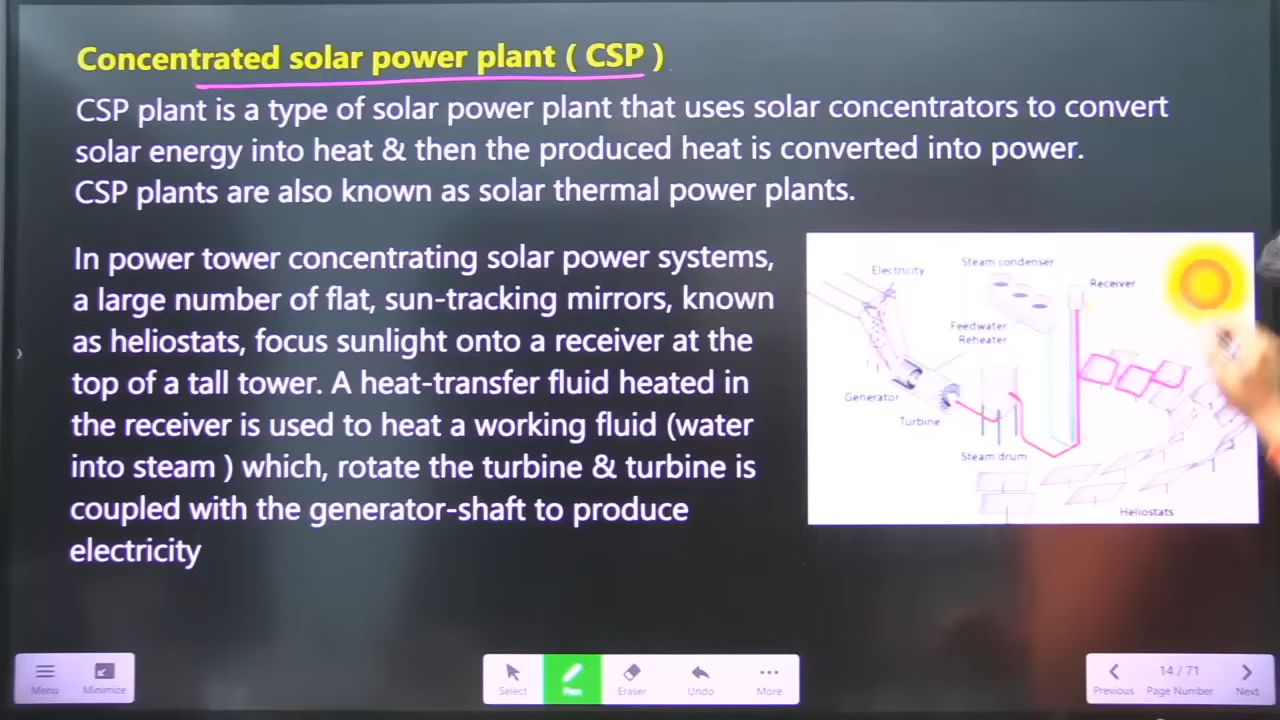 Concentrated solar power plant ( CSP )
CSP plant is a type of solar power plant that uses solar concentrators to convert
solar energy into heat & then the produced heat is converted into power.
CSP plants are also known as solar thermal power plants.
In power tower concentrating solar power systems,
a large number of flat, sun-tracking mirrors, known
as heliostats, focus sunlight onto a receiver at the
top of a tall tower. A heat-transfer fluid heated in
the receiver is used to heat a working fluid (water
into steam ) which, rotate the turbine & turbine is
coupled with the generator-shaft to produce
electricity
Electricity
Steam condenser
Receiver
Feedwater
Reheater
Generator
Turbine
Steam drum
Heliostats
Menu
Minimize
Select
Pen
Eraser
Undo
More
Previous
14 / 71
Page Number
Next